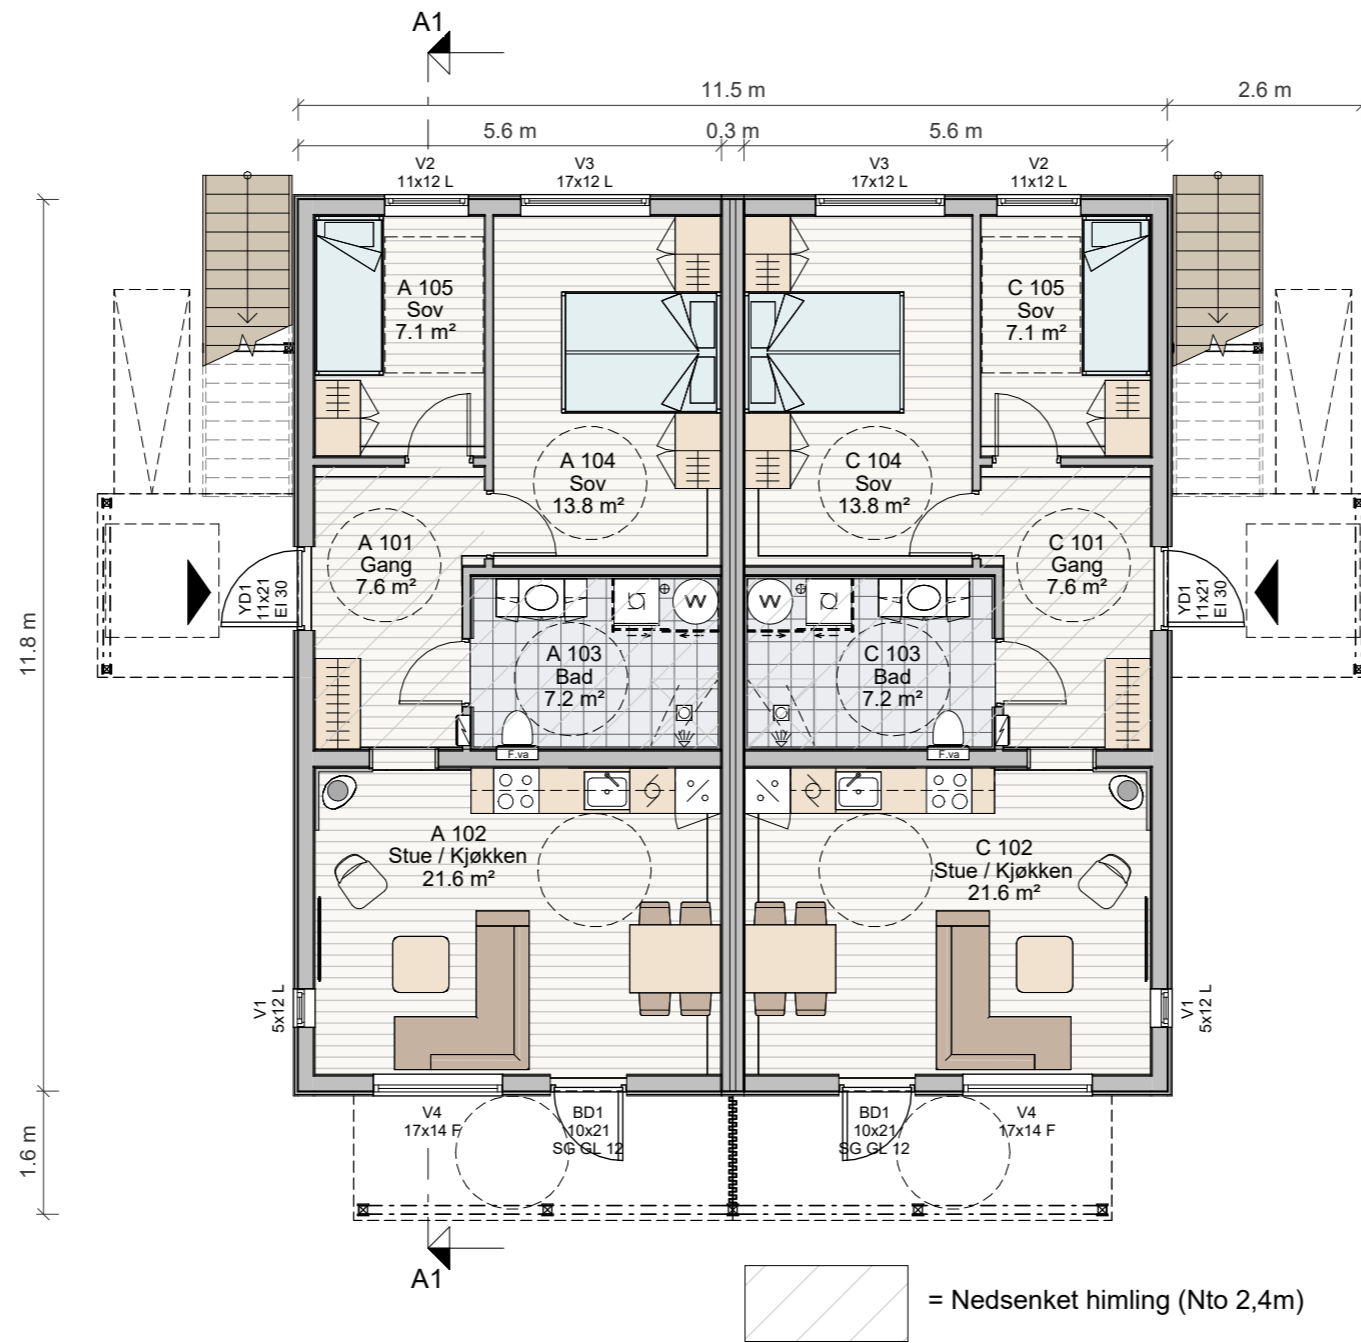 A1
11.5 m
2.6 m
5.6 m
0.3 m
5.6 m
V2
11x12 L
V3
17x12 L
V3
17x12 L
V2
11x12 L
A 105
Sov
7.1 m²
C 105
Sov
7.1 m²
A 104
Sov
13.8 m²
C 104
Sov
13.8 m²
A 101
Gang
7.6 m²
C 101
Gang
7.6 m²
YD1
11x21
EI 30
YD1
11x21
EI 30
11.8 m
A 103
Bad
7.2 m²
C 103
Bad
7.2 m²
VV
VV
F.va
F.va
A 102
Stue / Kjøkken
21.6 m²
C 102
Stue / Kjøkken
21.6 m²
V1
5x12 L
V1
5x12 L
V4
17x14 F
BD1
10x21
SG GL 12
BD1
10x21
SG GL 12
V4
17x14 F
1.6 m
A1
= Nedsenket himling (Nto 2,4m)